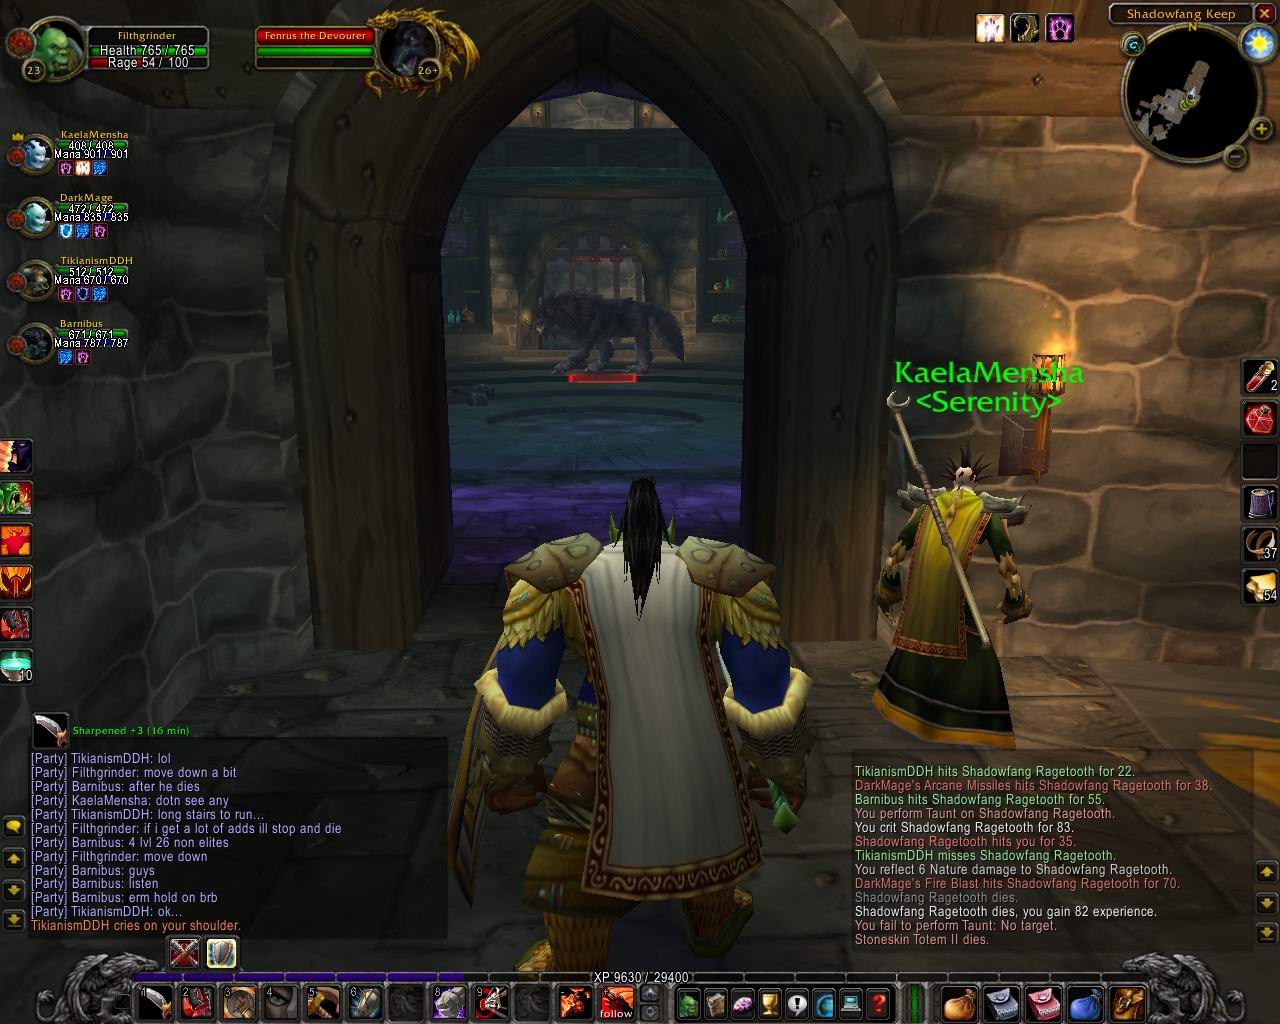 Filthgrinder
Health 765 / 765
Rage 54 / 100
23
Fenrus the Devourer
26+
Shadowfang Keep
N
KaelaMensha
408 / 408
Mana 901 / 901
DarkMage
472 / 472
Mana 835 / 835
TikianismDDH
512 / 512
Mana 670 / 670
Barnibus
671 / 671
Mana 787 / 787
KaelaMensha
<Serenity>
2
37
54
10
Sharpened +3 (16 min)
[Party] TikianismDDH: lol
[Party] Filthgrinder: move down a bit
[Party] Barnibus: after he dies
[Party] KaelaMensha: dotn see any
[Party] TikianismDDH: long stairs to run...
[Party] Filthgrinder: if i get a lot of adds ill stop and die
[Party] Barnibus: 4 lvl 26 non elites
[Party] Filthgrinder: move down
[Party] Barnibus: guys
[Party] Barnibus: listen
[Party] Barnibus: erm hold on brb
[Party] TikianismDDH: ok...
TikianismDDH cries on your shoulder.
TikianismDDH hits Shadowfang Ragetooth for 22.
DarkMage's Arcane Missiles hits Shadowfang Ragetooth for 38.
Barnibus hits Shadowfang Ragetooth for 55.
You perform Taunt on Shadowfang Ragetooth.
You crit Shadowfang Ragetooth for 83.
Shadowfang Ragetooth hits you for 35.
TikianismDDH misses Shadowfang Ragetooth.
You reflect 6 Nature damage to Shadowfang Ragetooth.
DarkMage's Fire Blast hits Shadowfang Ragetooth for 70.
Shadowfang Ragetooth dies.
Shadowfang Ragetooth dies, you gain 82 experience.
You fail to perform Taunt: No target.
Stoneskin Totem II dies.
XP 9630 / 29400
1 2 3 4 5 6 8 9
follow